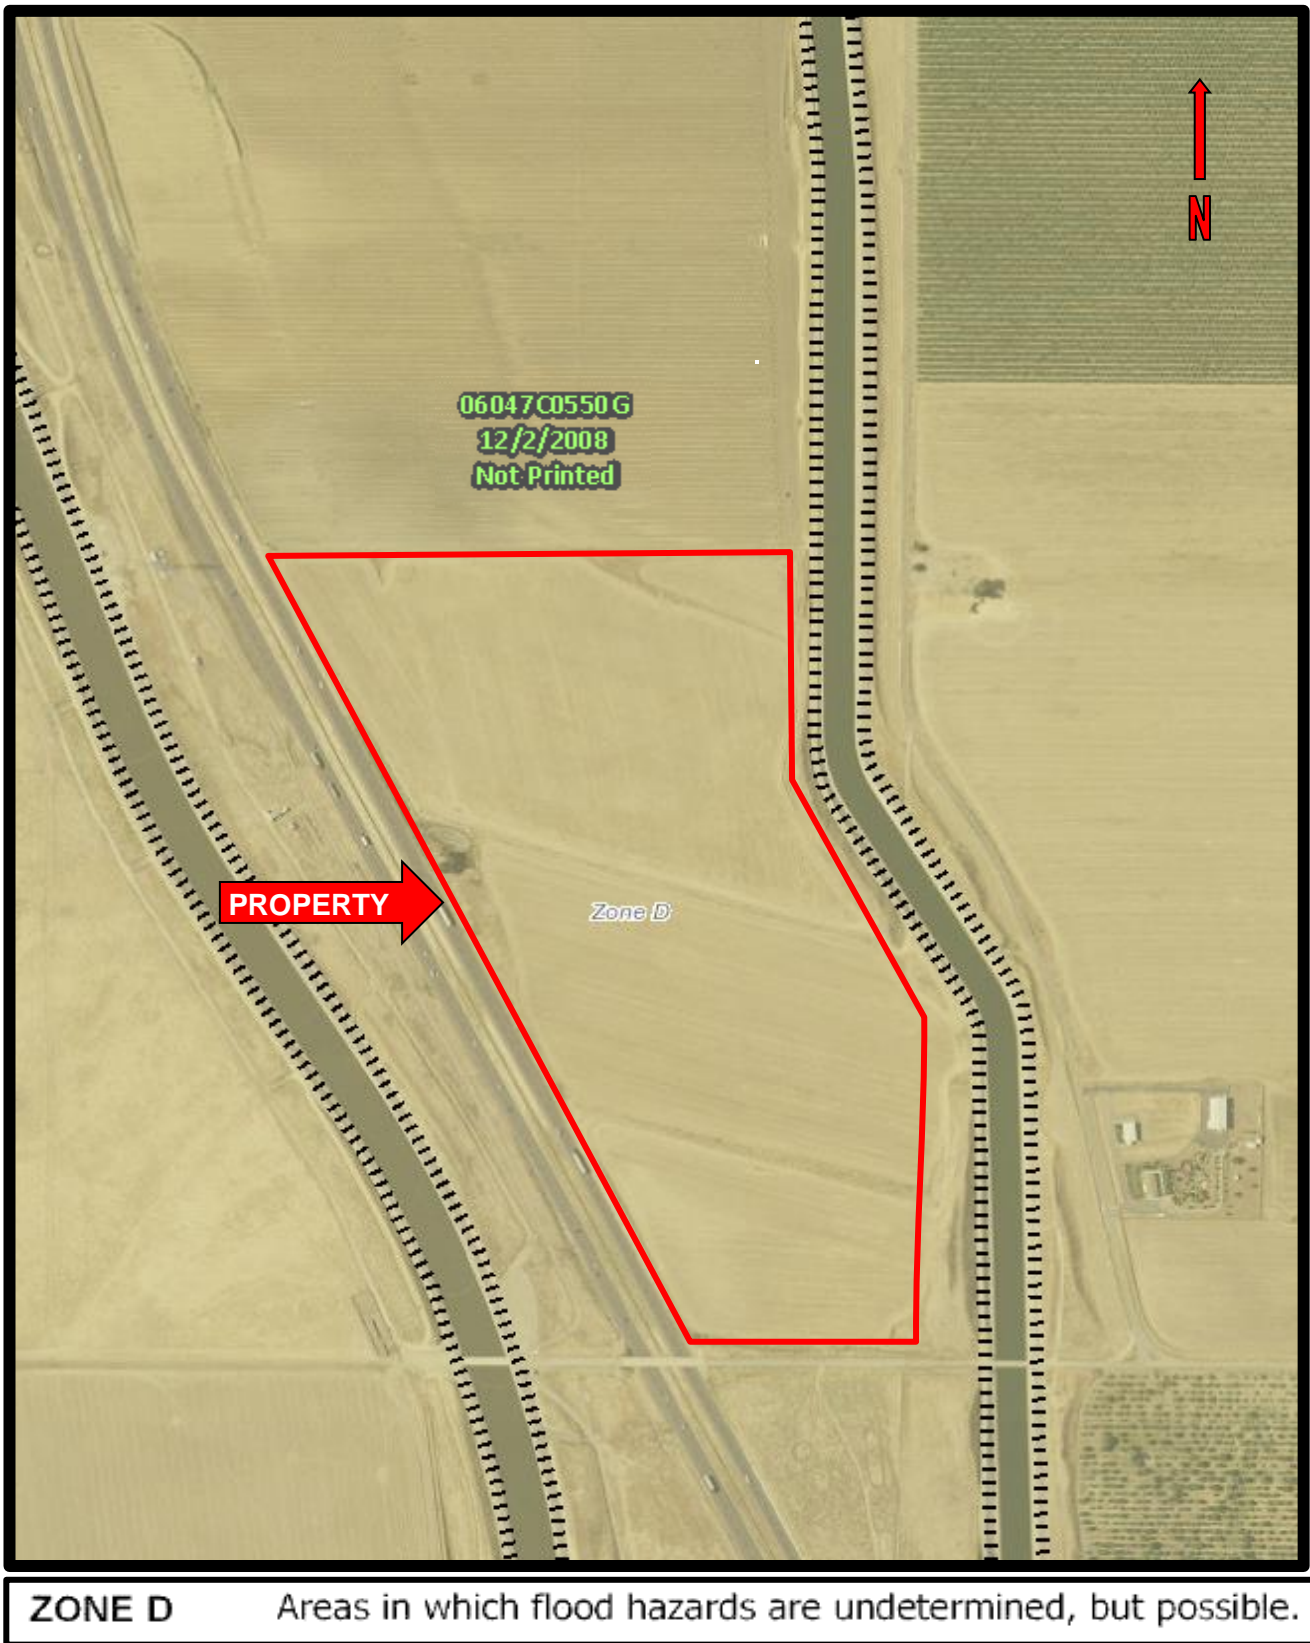 N
06047C0550G
12/2/2008
Not Printed
PROPERTY
Zone D
ZONE D Areas in which flood hazards are undetermined, but possible.